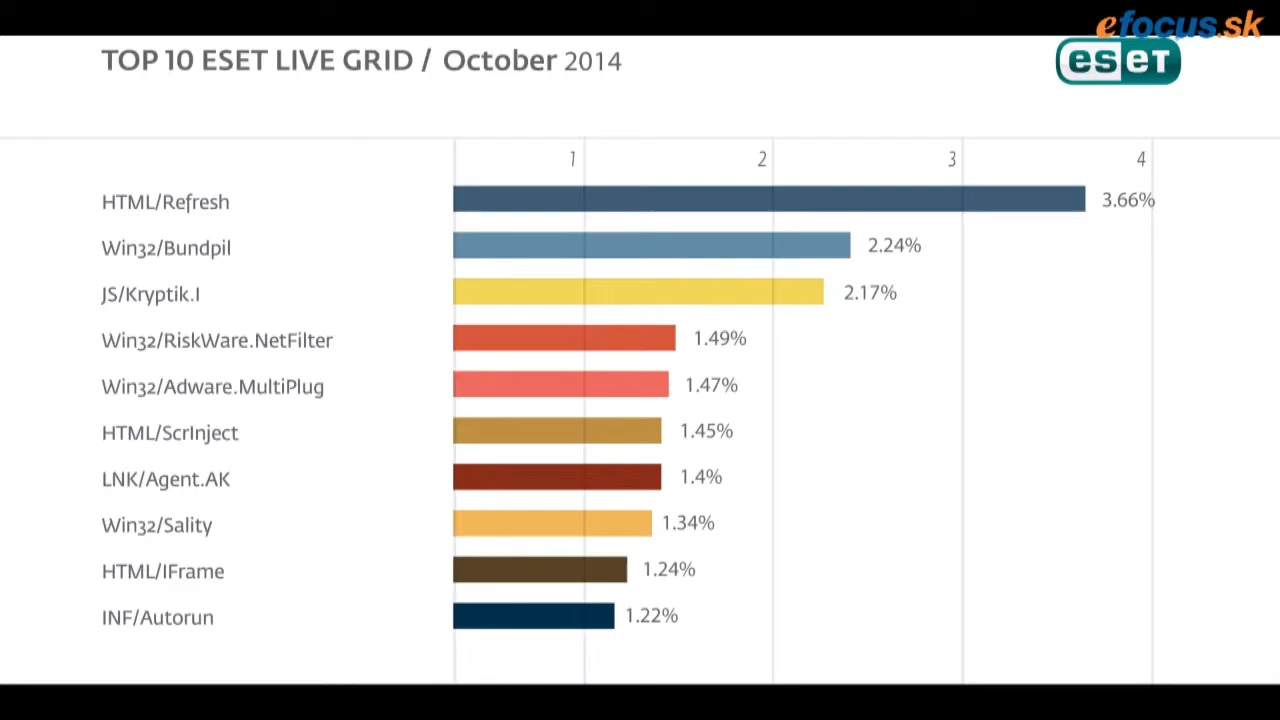 efocus.sk
TOP 10 ESET LIVE GRID / October 2014
eset
1 2 3 4
HTML/Refresh 3.66%
Win32/Bundpil 2.24%
JS/Kryptik.I 2.17%
Win32/RiskWare.NetFilter 1.49%
Win32/Adware.MultiPlug 1.47%
HTML/ScrInject 1.45%
LNK/Agent.AK 1.4%
Win32/Sality 1.34%
HTML/IFrame 1.24%
INF/Autorun 1.22%